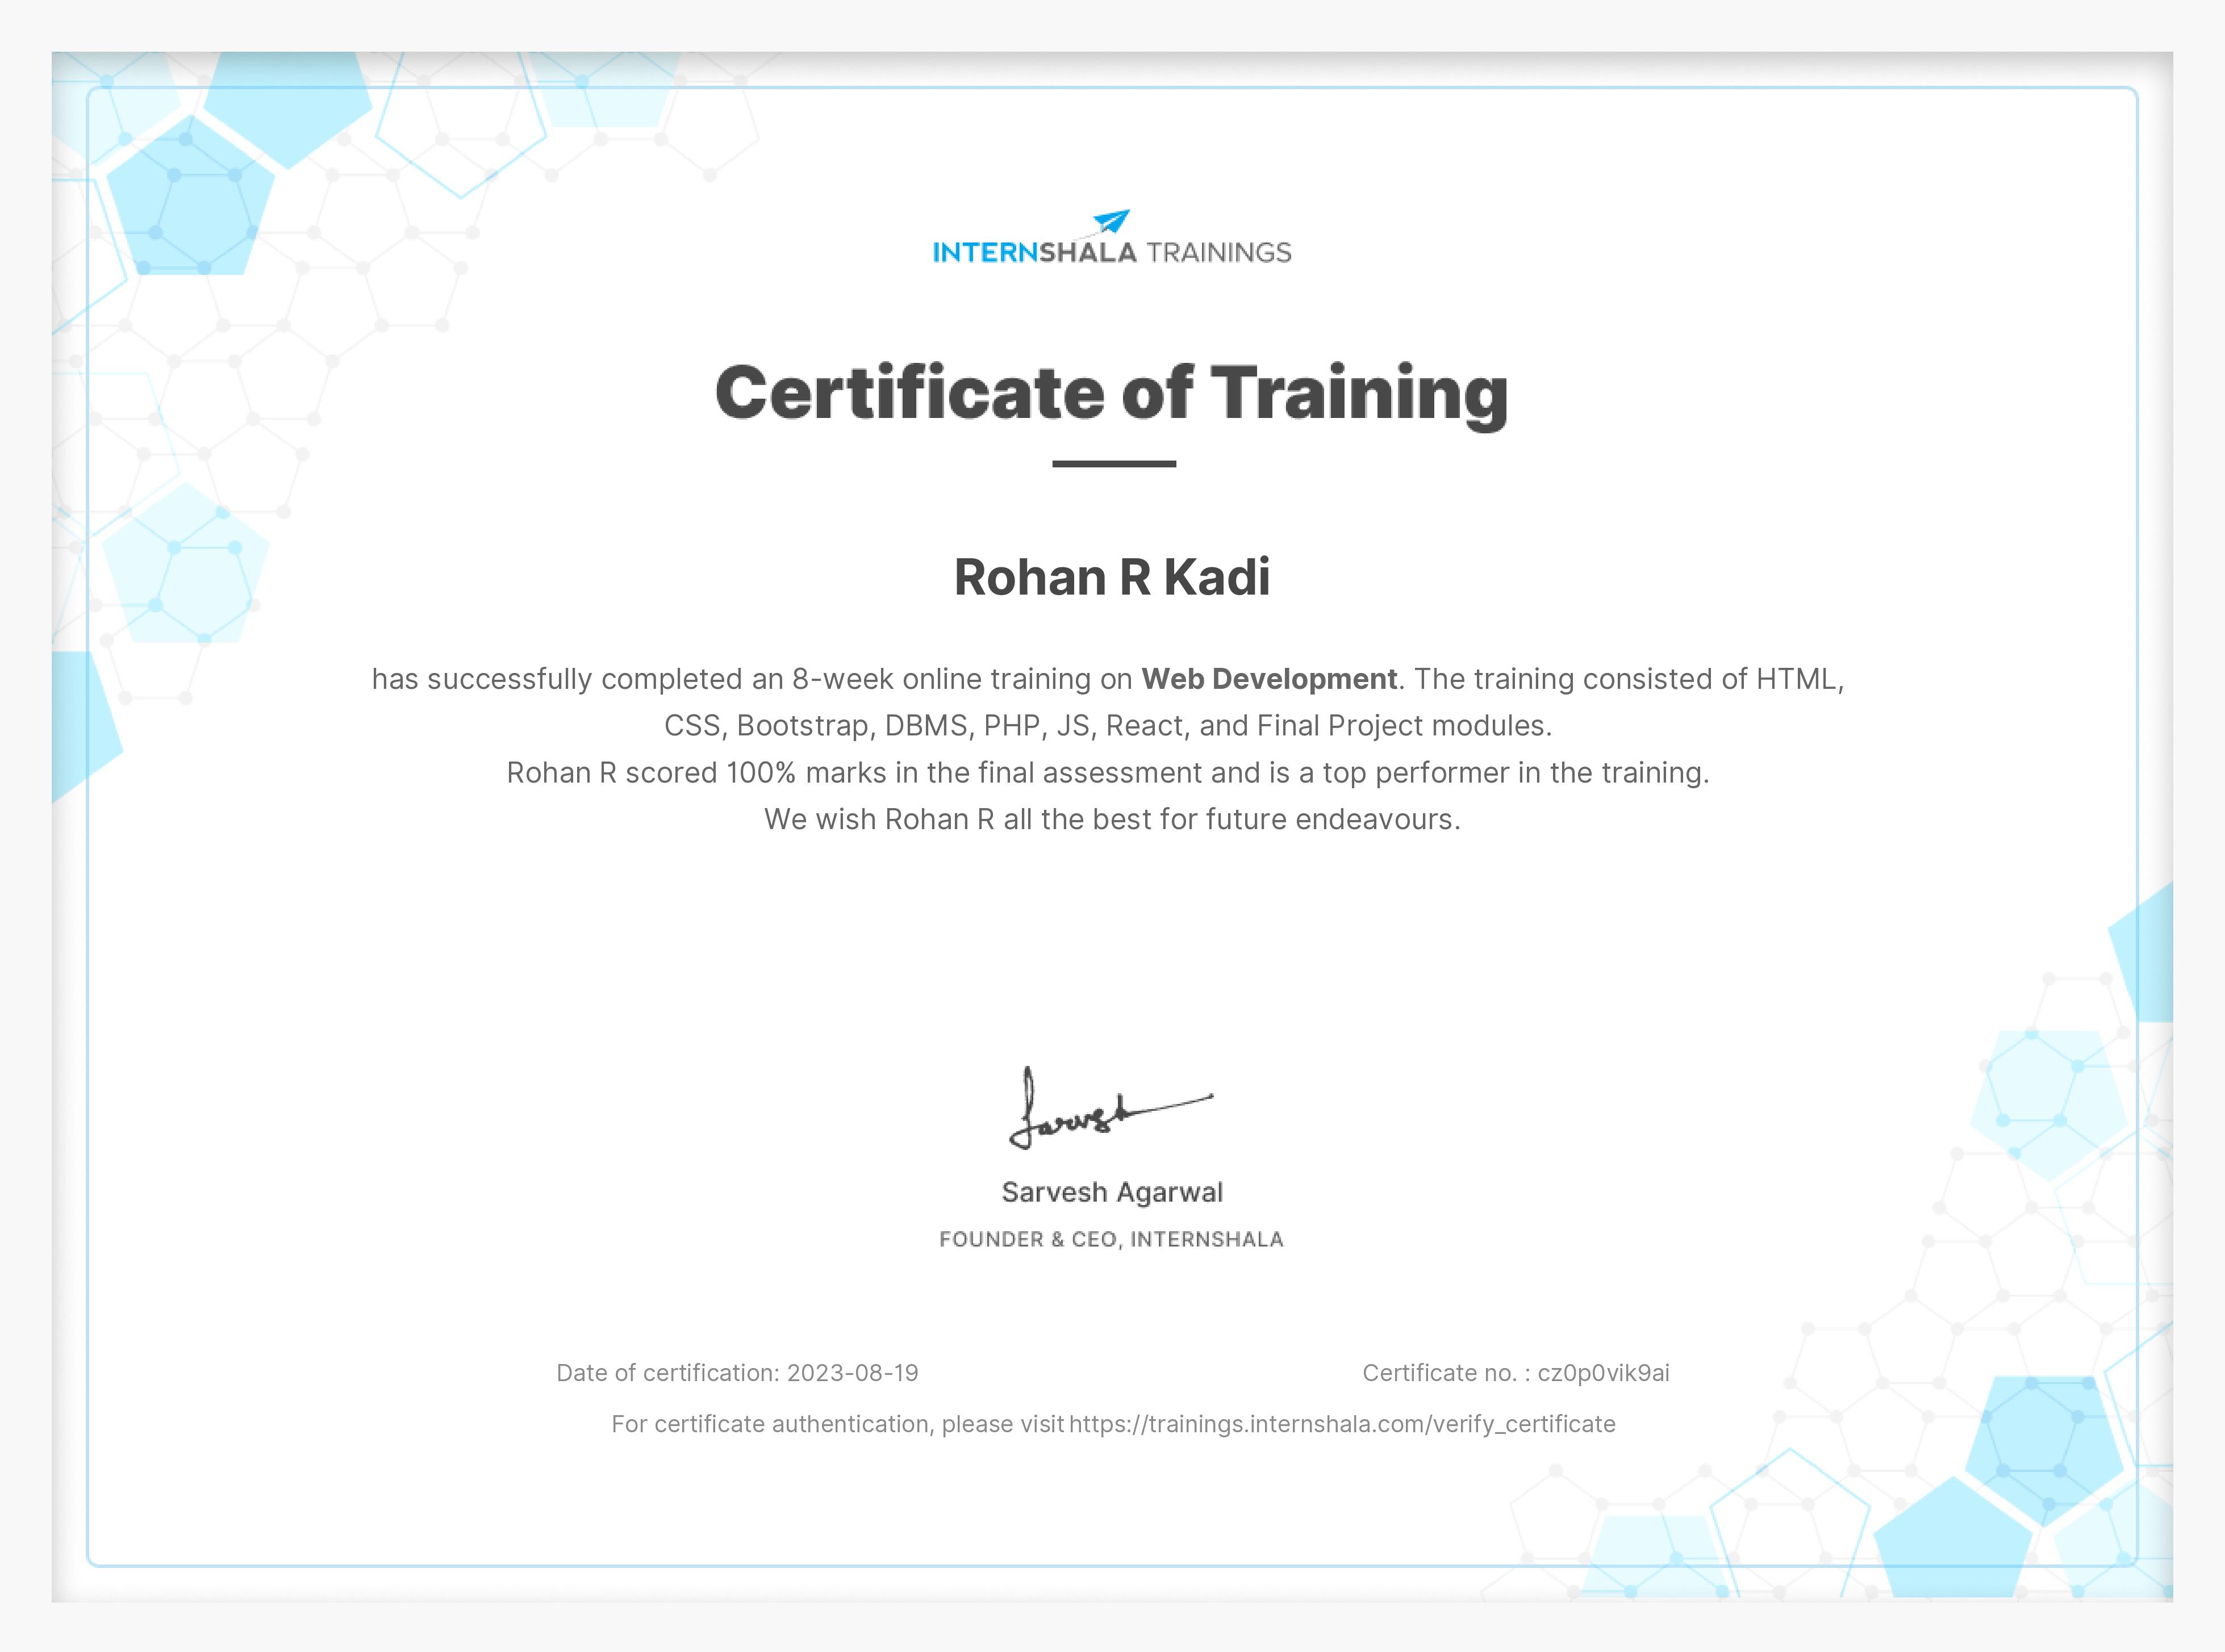 INTERNSHALA TRAININGS
Certificate of Training
Rohan R Kadi
has successfully completed an 8-week online training on Web Development. The training consisted of HTML,
CSS, Bootstrap, DBMS, PHP, JS, React, and Final Project modules.
Rohan R scored 100% marks in the final assessment and is a top performer in the training.
We wish Rohan R all the best for future endeavours.
Sarvesh
Sarvesh Agarwal
FOUNDER & CEO, INTERNSHALA
Date of certification: 2023-08-19
Certificate no. : cz0p0vik9ai
For certificate authentication, please visit https://trainings.internshala.com/verify_certificate